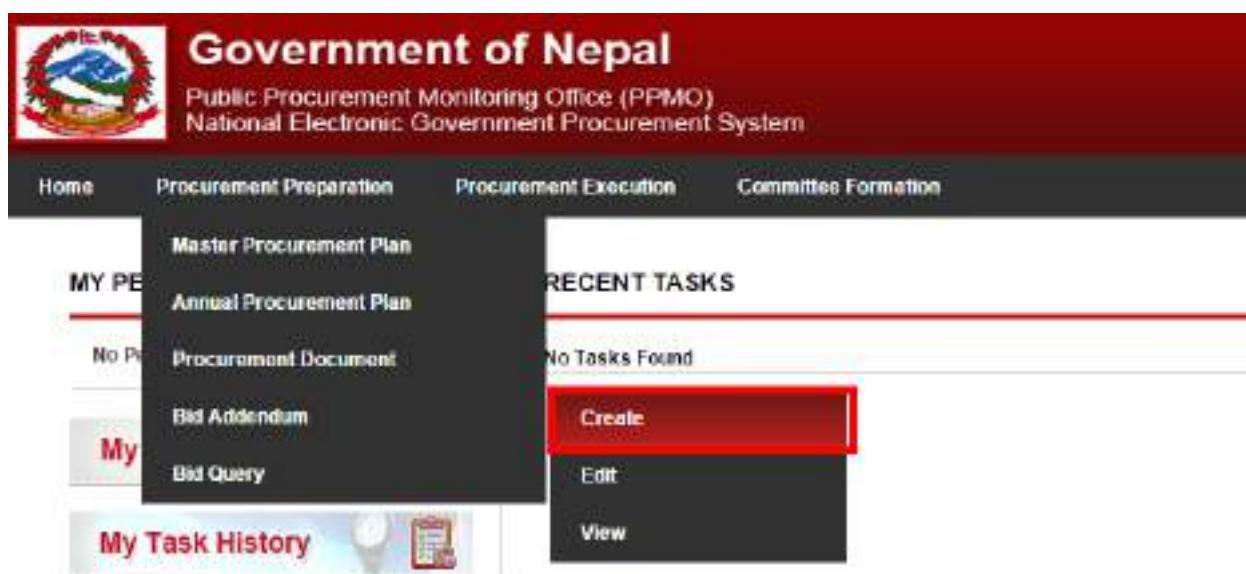 Government of Nepal
Public Procurement Monitoring Office (PPMO)
National Electronic Government Procurement System
Home Procurement Preparation Procurement Execution Committee Formation
Master Procurement Plan
MY PE RECENT TASKS
Annual Procurement Plan
No P Procurement Document No Tasks Found
Bid Addendum Create
My
Bid Query Edit
My Task History View